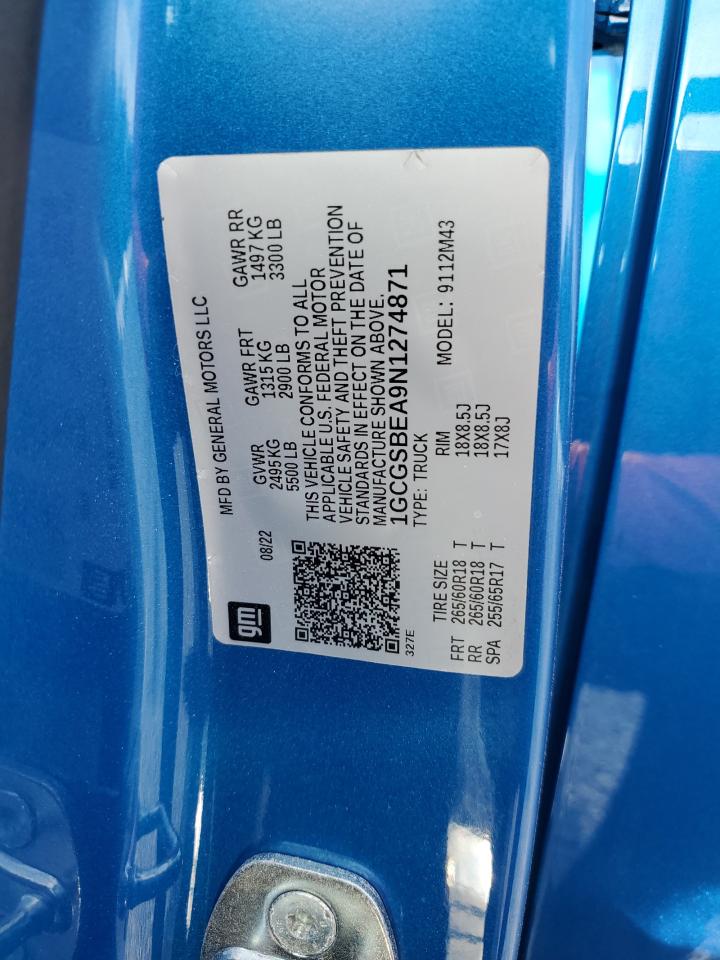 gm
MFD BY GENERAL MOTORS LLC
08/22
GVWR GAWR FRT GAWR RR
2495 KG 1315 KG 1497 KG
5500 LB 2900 LB 3300 LB
THIS VEHICLE CONFORMS TO ALL
APPLICABLE U.S. FEDERAL MOTOR
VEHICLE SAFETY AND THEFT PREVENTION
STANDARDS IN EFFECT ON THE DATE OF
MANUFACTURE SHOWN ABOVE.
1GCGSBEA9N1274871
327E
TYPE: TRUCK MODEL: 9112M43
TIRE SIZE RIM
FRT 265/60R18 T 18X8.5J
RR 265/60R18 T 18X8.5J
SPA 255/65R17 T 17X8J